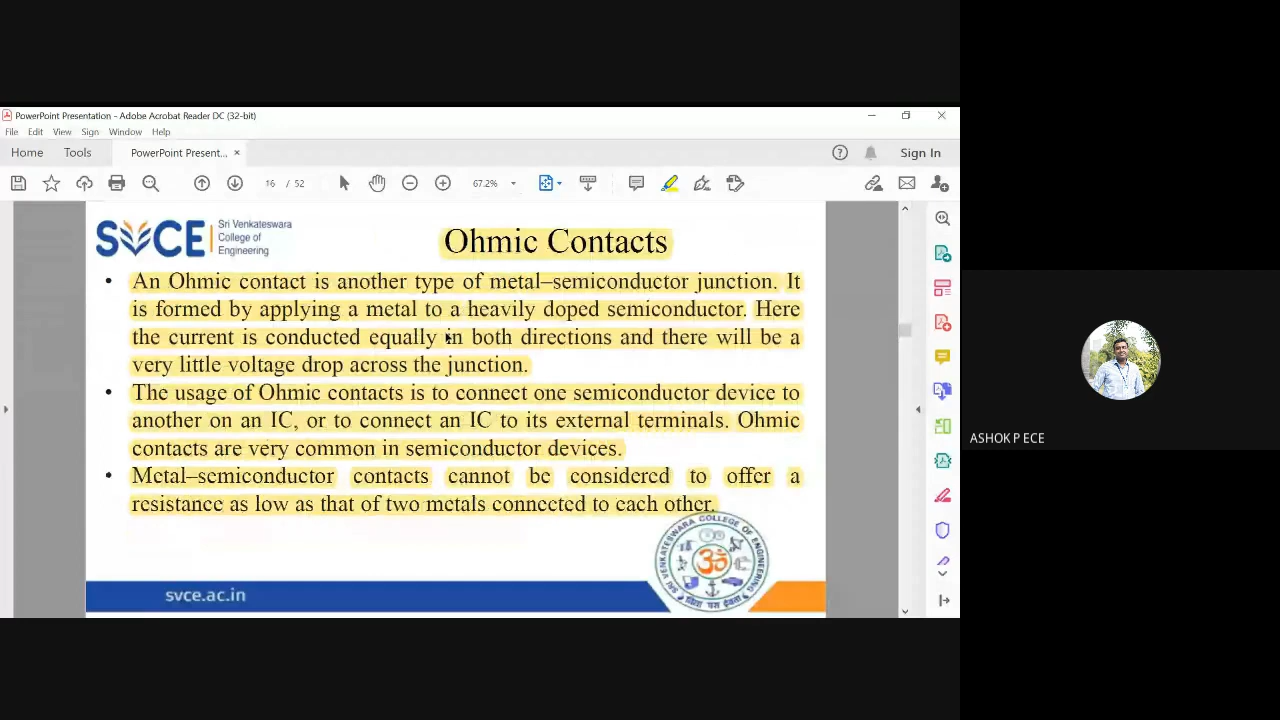 PowerPoint Presentation - Adobe Acrobat Reader DC (32-bit)
File Edit View Sign Window Help
Home Tools PowerPoint Present... × Sign In
16 / 52 67.2%
SVCE Sri Venkateswara
College of
Engineering
Ohmic Contacts
• An Ohmic contact is another type of metal–semiconductor junction. It
is formed by applying a metal to a heavily doped semiconductor. Here
the current is conducted equally in both directions and there will be a
very little voltage drop across the junction.
• The usage of Ohmic contacts is to connect one semiconductor device to
another on an IC, or to connect an IC to its external terminals. Ohmic
contacts are very common in semiconductor devices.
• Metal–semiconductor contacts cannot be considered to offer a
resistance as low as that of two metals connected to each other.
SRI VENKATESWARA COLLEGE OF ENGINEERING
ॐ
svce.ac.in
ASHOK P ECE